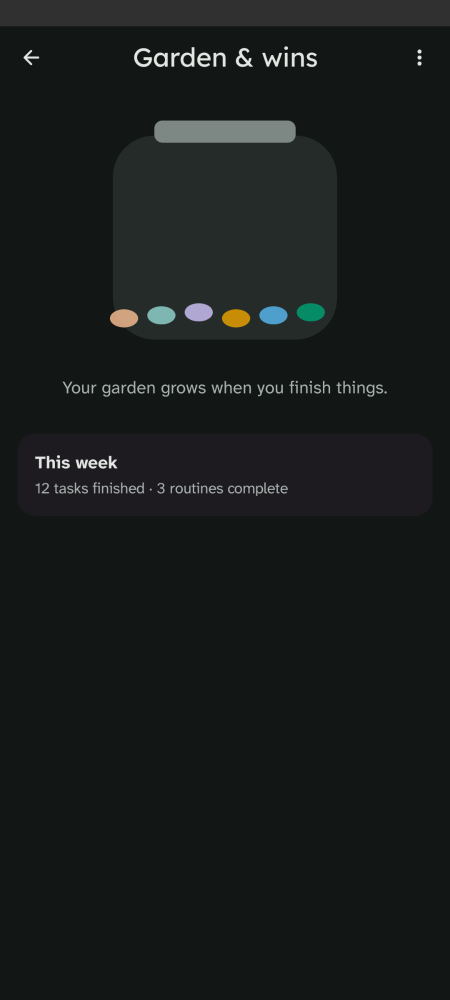 Garden & wins
Your garden grows when you finish things.
This week
12 tasks finished · 3 routines complete